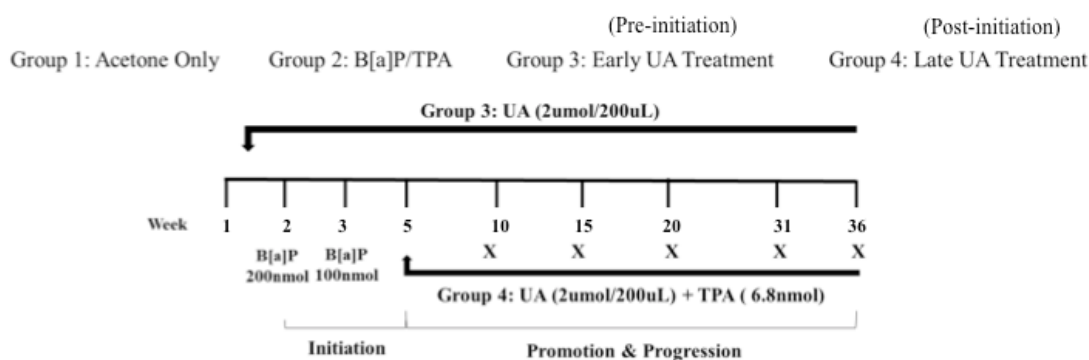 (Pre-initiation) (Post-initiation)
Group 1: Acetone Only Group 2: B[a]P/TPA Group 3: Early UA Treatment Group 4: Late UA Treatment
Group 3: UA (2umol/200uL)
Week 1 2 3 5 10 15 20 31 36
B[a]P B[a]P X X X X X
200nmol 100nmol
Group 4: UA (2umol/200uL) + TPA ( 6.8nmol)
Initiation Promotion & Progression